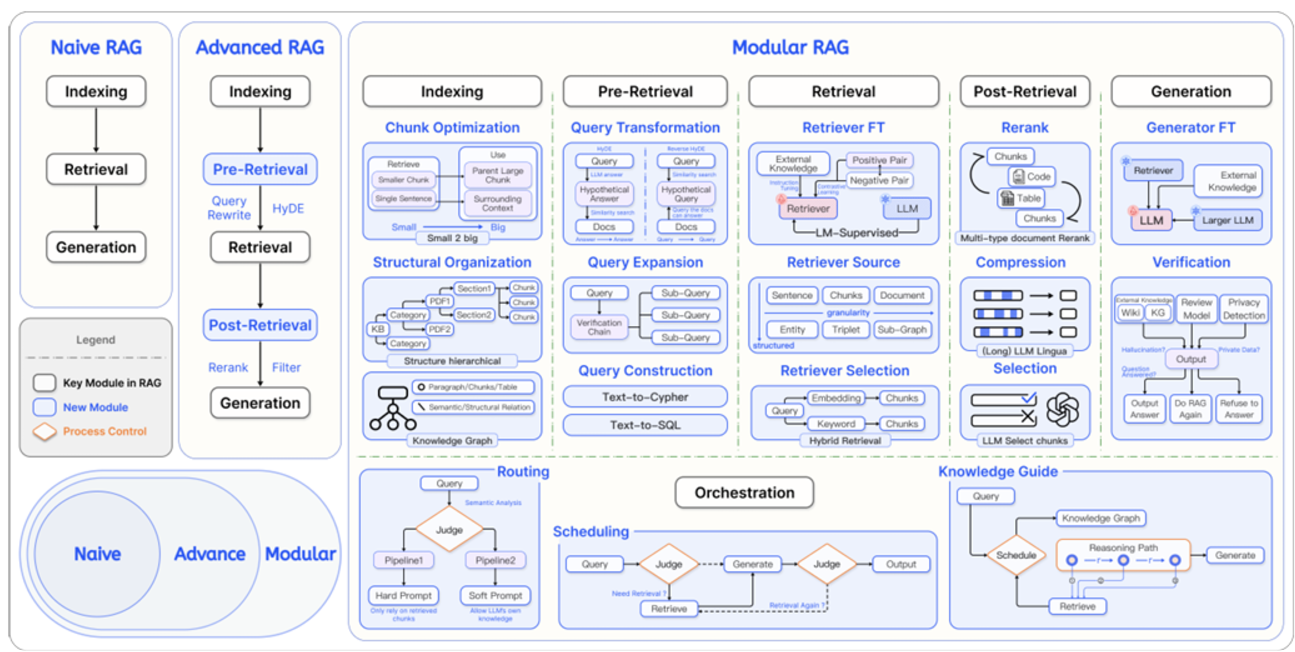 Naive RAG
Indexing
Retrieval
Generation
Advanced RAG
Indexing
Pre-Retrieval
Query
Rewrite
HyDE
Retrieval
Post-Retrieval
Rerank
Filter
Generation
Legend
Key Module in RAG
New Module
Process Control
Naive
Advance
Modular
Modular RAG
Indexing
Chunk Optimization
Retrieve
Smaller Chunk
Single Sentence
Use
Parent Large
Chunk
Surrounding
Context
Small
Big
Small 2 big
Structural Organization
KB
Category
Category
PDF1
PDF2
Section1
Section2
Chunk
Chunk
Chunk
Structure hierarchical
Paragraph/Chunks/Table
Semantic/Structural Relation
Knowledge Graph
Pre-Retrieval
Query Transformation
HyDE
Query
LLM answer
Hypothetical
Answer
Similarity search
Docs
Answer
Answer
Reverse HyDE
Query
Similarity search
Hypothetical
Query
Query the docs
can answer
Docs
Query
Query
Query Expansion
Query
Verification
Chain
Sub-Query
Sub-Query
Sub-Query
Query Construction
Text-to-Cypher
Text-to-SQL
Retrieval
Retriever FT
External
Knowledge
Positive Pair
Negative Pair
Instruction
Tuning
Contrastive
Learning
Retriever
LLM
LM-Supervised
Retriever Source
Sentence
Chunks
Document
granularity
Entity
Triplet
Sub-Graph
structured
Retriever Selection
Query
Embedding
Chunks
Keyword
Chunks
Hybrid Retrieval
Post-Retrieval
Rerank
Chunks
Code
Table
Chunks
Multi-type document Rerank
Compression
(Long) LLM Lingua
Selection
LLM Select chunks
Generation
Generator FT
Retriever
External
Knowledge
LLM
Larger LLM
Verification
External Knowledge
Wiki
KG
Review
Model
Privacy
Detection
Hallucination?
Private Data?
Output
Question
Answered?
Output
Answer
Do RAG
Again
Refuse to
Answer
Routing
Query
Semantic Analysis
Judge
Pipeline1
Pipeline2
Hard Prompt
Soft Prompt
Only rely on retrieved
chunks
Allow LLM's own
knowledge
Orchestration
Scheduling
Query
Judge
Generate
Judge
Output
Need Retrieval ?
Retrieve
Retrieval Again ?
Knowledge Guide
Query
Knowledge Graph
Schedule
Reasoning Path
r
r
Generate
Retrieve